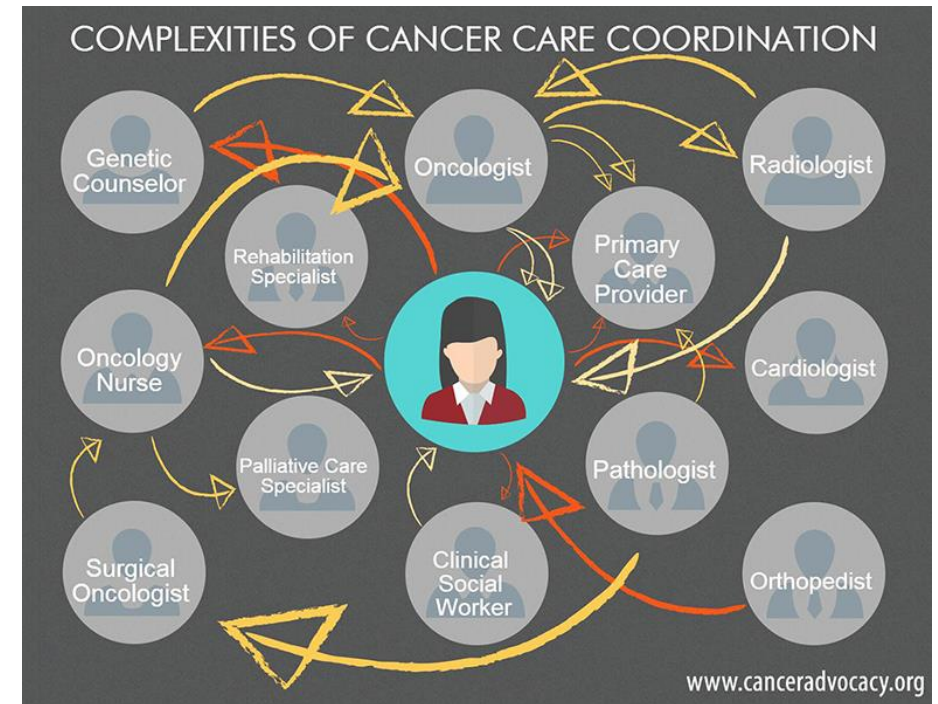 COMPLEXITIES OF CANCER CARE COORDINATION
Genetic
Counselor
Oncologist
Radiologist
Rehabilitation
Specialist
Primary
Care
Provider
Oncology
Nurse
Cardiologist
Palliative Care
Specialist
Pathologist
Surgical
Oncologist
Clinical
Social
Worker
Orthopedist
www.canceradvocacy.org